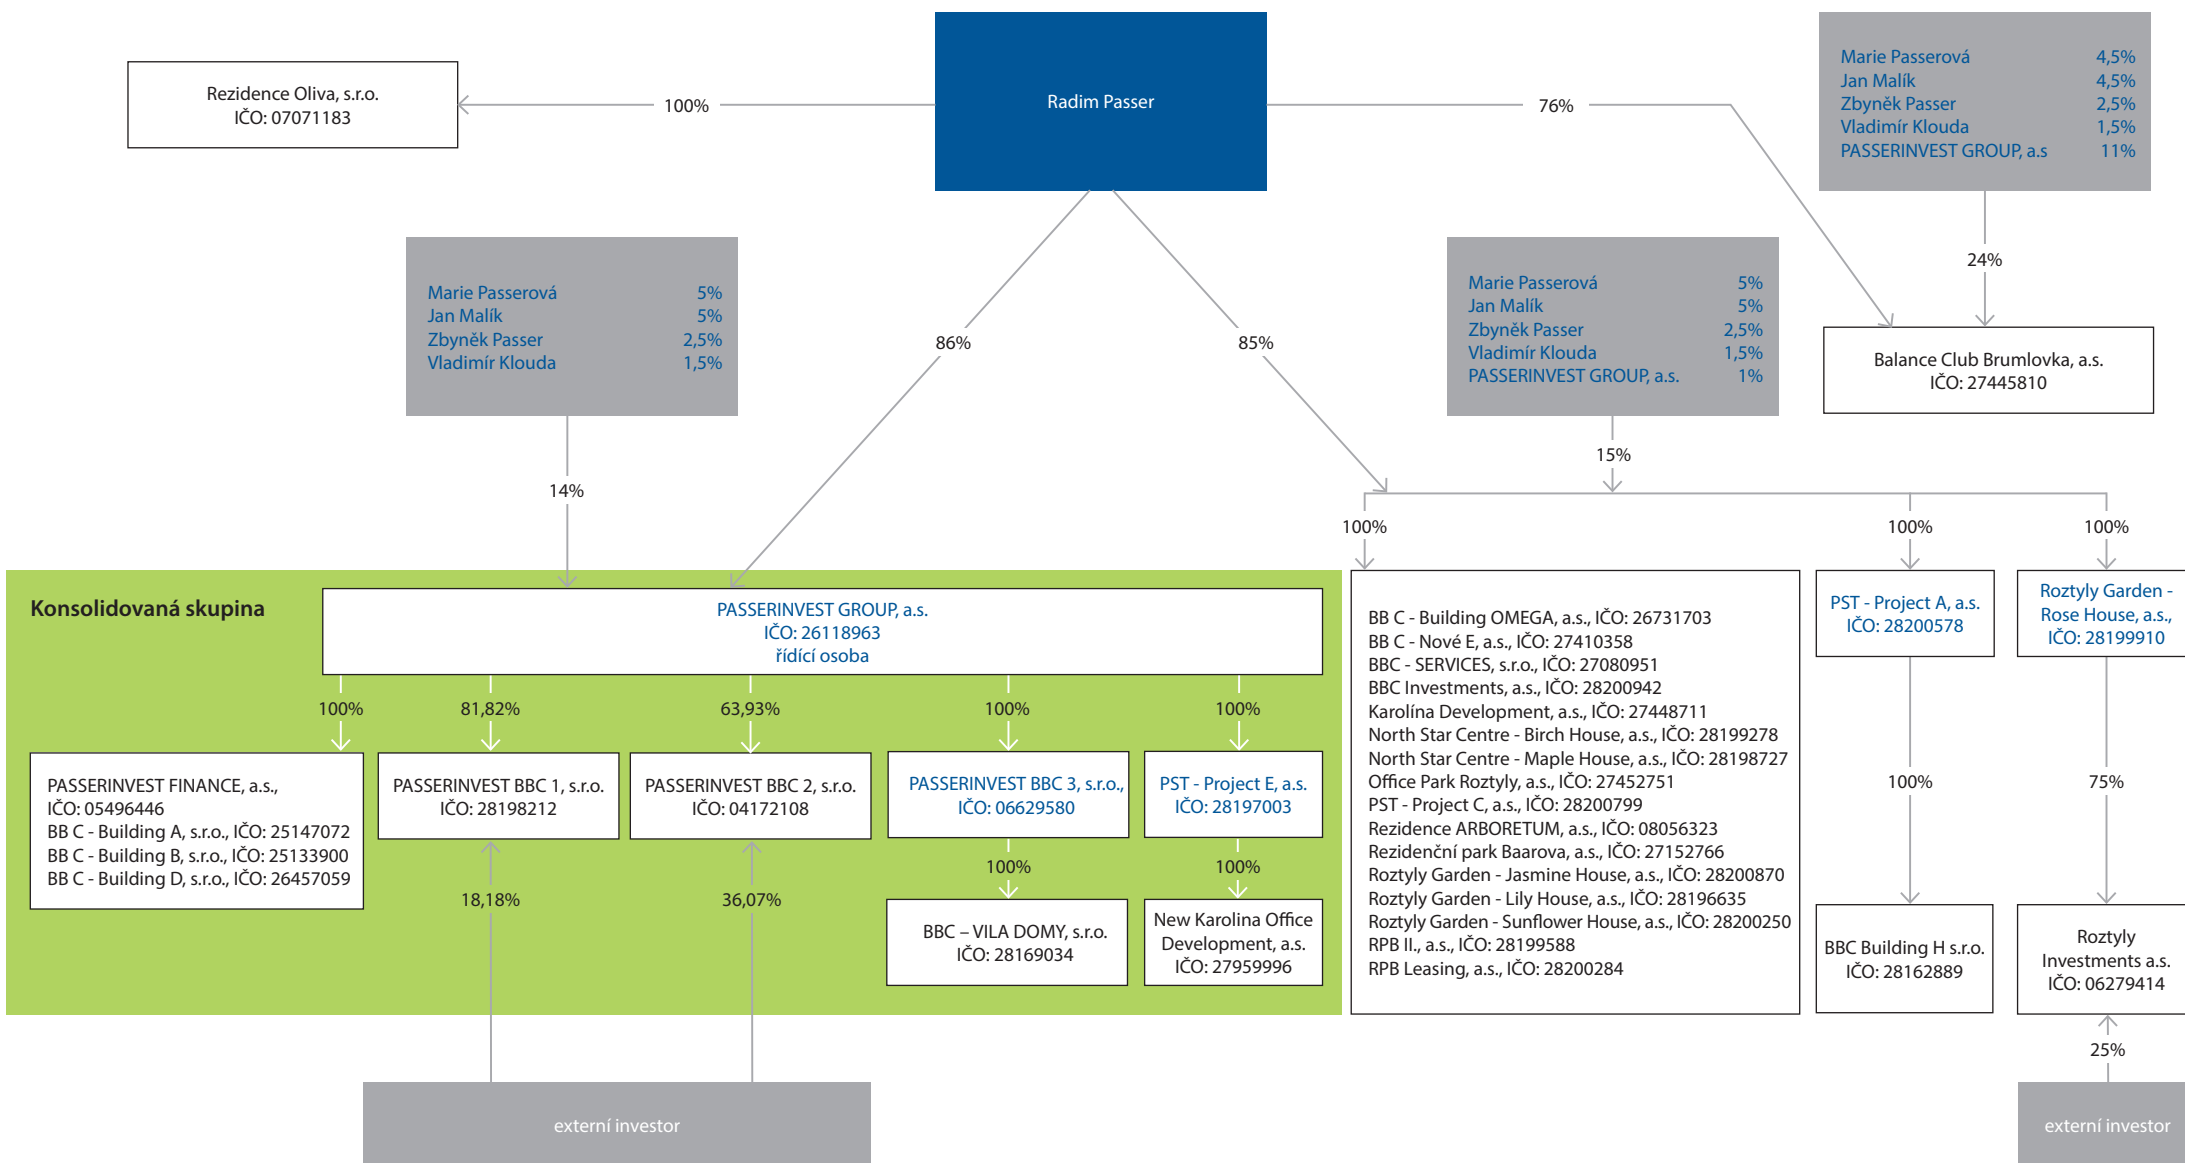 Radim Passer
Rezidence Oliva, s.r.o.
IČO: 07071183
100%
76%
Marie Passerová 4,5%
Jan Malík 4,5%
Zbyněk Passer 2,5%
Vladimír Klouda 1,5%
PASSERINVEST GROUP, a.s 11%
24%
Balance Club Brumlovka, a.s.
IČO: 27445810
Marie Passerová 5%
Jan Malík 5%
Zbyněk Passer 2,5%
Vladimír Klouda 1,5%
14%
86%
85%
Marie Passerová 5%
Jan Malík 5%
Zbyněk Passer 2,5%
Vladimír Klouda 1,5%
PASSERINVEST GROUP, a.s. 1%
15%
100%
100%
100%
Konsolidovaná skupina
PASSERINVEST GROUP, a.s.
IČO: 26118963
řídící osoba
100%
81,82%
63,93%
100%
100%
PASSERINVEST FINANCE, a.s.,
IČO: 05496446
BB C - Building A, s.r.o., IČO: 25147072
BB C - Building B, s.r.o., IČO: 25133900
BB C - Building D, s.r.o., IČO: 26457059
PASSERINVEST BBC 1, s.r.o.
IČO: 28198212
PASSERINVEST BBC 2, s.r.o.
IČO: 04172108
PASSERINVEST BBC 3, s.r.o.,
IČO: 06629580
PST - Project E, a.s.
IČO: 28197003
18,18%
36,07%
100%
100%
BBC – VILA DOMY, s.r.o.
IČO: 28169034
New Karolina Office
Development, a.s.
IČO: 27959996
externí investor
BB C - Building OMEGA, a.s., IČO: 26731703
BB C - Nové E, a.s., IČO: 27410358
BBC - SERVICES, s.r.o., IČO: 27080951
BBC Investments, a.s., IČO: 28200942
Karolína Development, a.s., IČO: 27448711
North Star Centre - Birch House, a.s., IČO: 28199278
North Star Centre - Maple House, a.s., IČO: 28198727
Office Park Roztyly, a.s., IČO: 27452751
PST - Project C, a.s., IČO: 28200799
Rezidence ARBORETUM, a.s., IČO: 08056323
Rezidenční park Baarova, a.s., IČO: 27152766
Roztyly Garden - Jasmine House, a.s., IČO: 28200870
Roztyly Garden - Lily House, a.s., IČO: 28196635
Roztyly Garden - Sunflower House, a.s., IČO: 28200250
RPB II., a.s., IČO: 28199588
RPB Leasing, a.s., IČO: 28200284
PST - Project A, a.s.
IČO: 28200578
100%
BBC Building H s.r.o.
IČO: 28162889
Roztyly Garden -
Rose House, a.s.,
IČO: 28199910
75%
Roztyly
Investments a.s.
IČO: 06279414
25%
externí investor